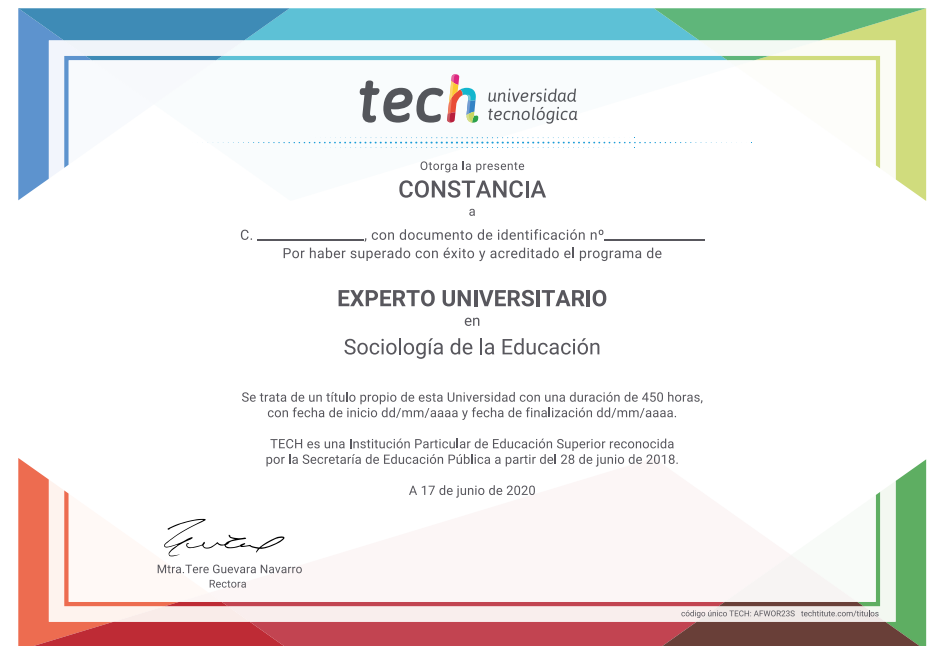 tech universidad
tecnológica
Otorga la presente
CONSTANCIA
a
C. ______________, con documento de identificación nº_____________
Por haber superado con éxito y acreditado el programa de
EXPERTO UNIVERSITARIO
en
Sociología de la Educación
Se trata de un título propio de esta Universidad con una duración de 450 horas,
con fecha de inicio dd/mm/aaaa y fecha de finalización dd/mm/aaaa.
TECH es una Institución Particular de Educación Superior reconocida
por la Secretaría de Educación Pública a partir del 28 de junio de 2018.
A 17 de junio de 2020
Mtra.Tere Guevara Navarro
Rectora
código único TECH: AFWOR23S techtitute.com/titulos